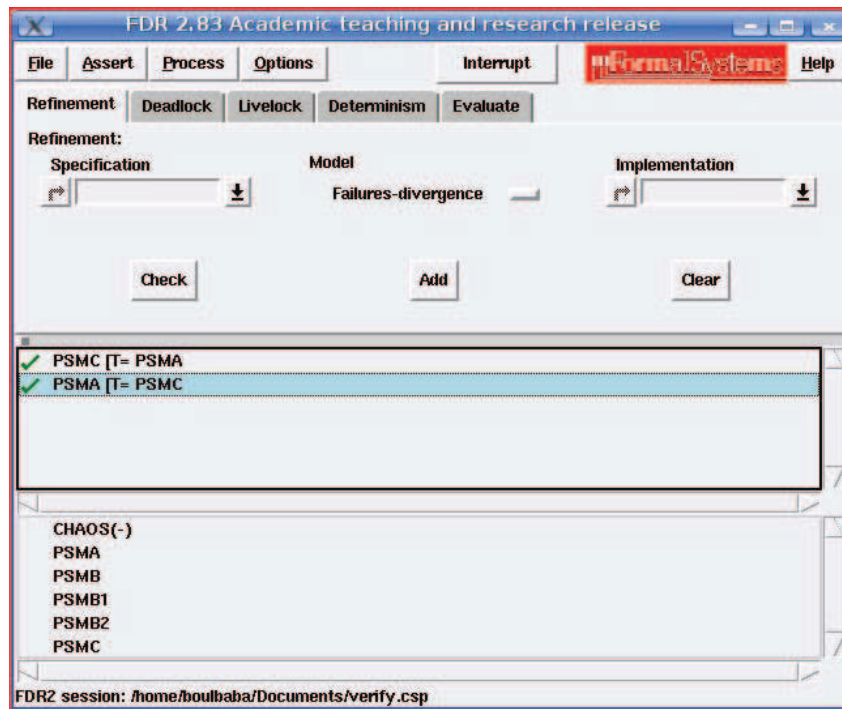 FDR 2.83 Academic teaching and research release
File Assert Process Options Interrupt FormalSystems Help
Refinement Deadlock Livelock Determinism Evaluate
Refinement:
Specification Model Implementation
Failures-divergence
Check Add Clear
PSMC [T= PSMA
PSMA [T= PSMC
CHAOS(-)
PSMA
PSMB
PSMB1
PSMB2
PSMC
FDR2 session: /home/boulbaba/Documents/verify.csp